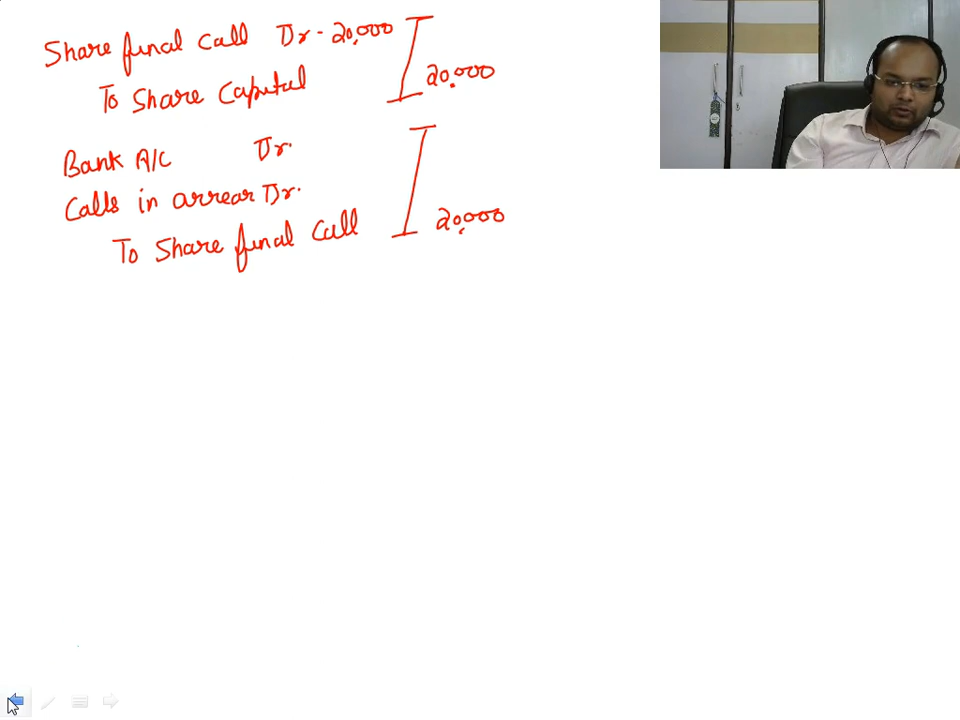 Share final call Dr - 20,000
To Share Capital 20,000
Bank A/C Dr.
Calls in arrear Dr.
To Share final Call 20,000